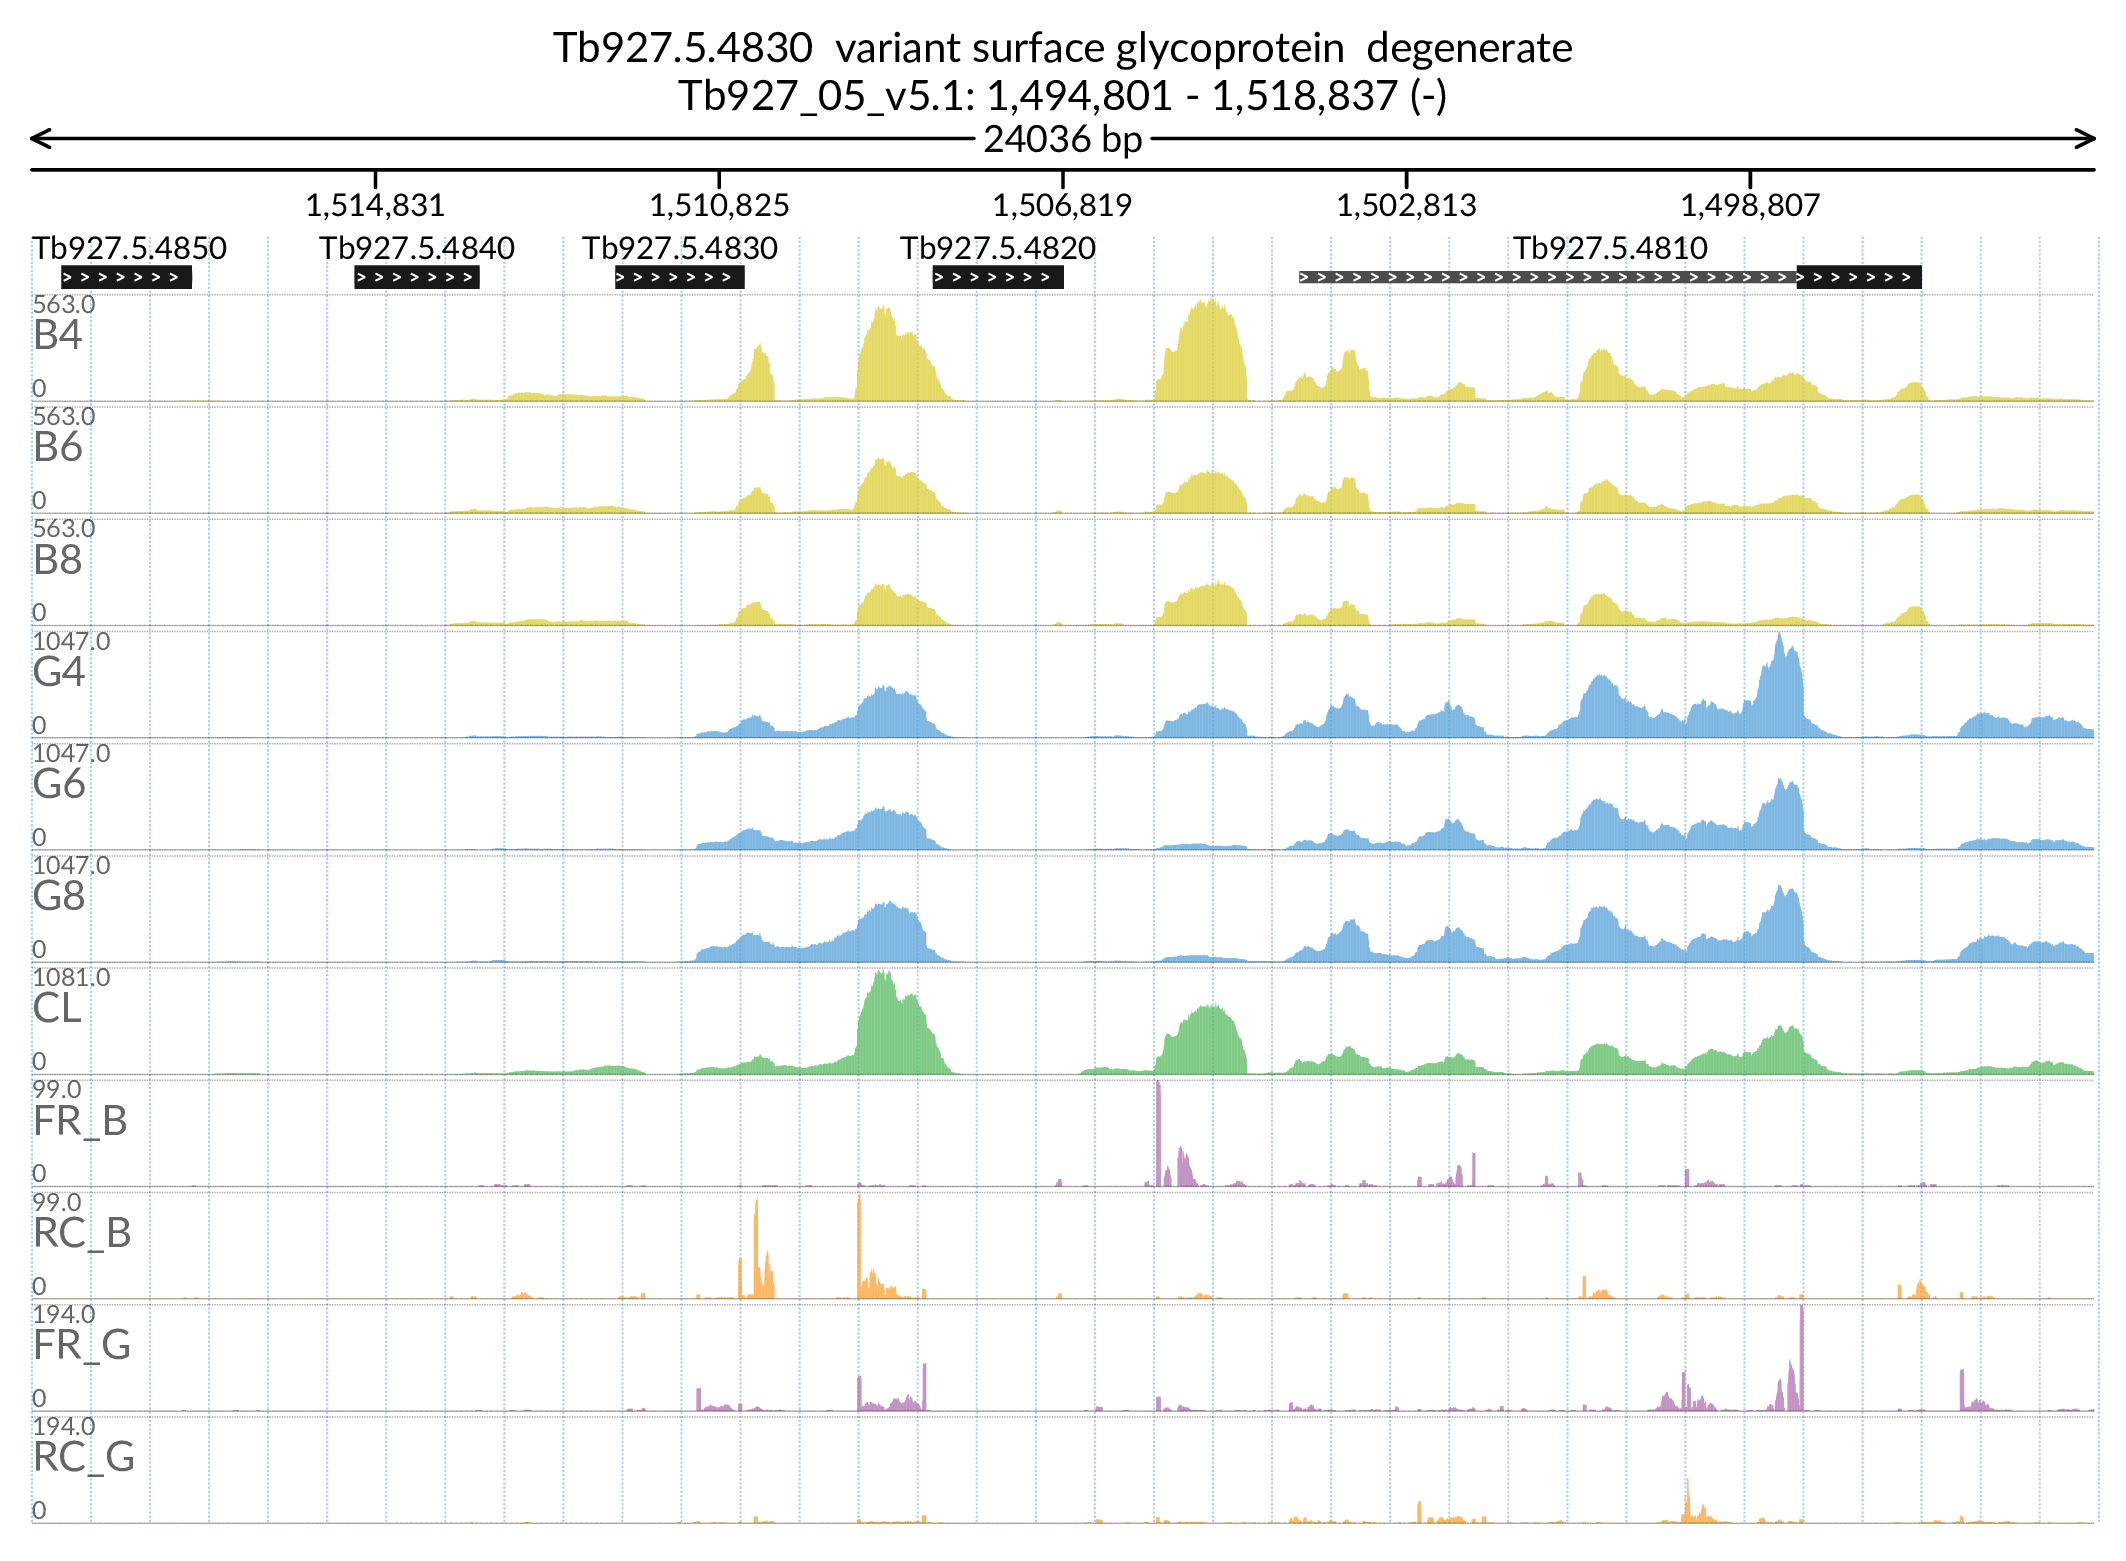 Tb927.5.4830  variant surface glycoprotein  degenerate
Tb927_05_v5.1: 1,494,801 - 1,518,837 (-)
24036 bp
1,514,831 1,510,825 1,506,819 1,502,813 1,498,807
Tb927.5.4850 Tb927.5.4840 Tb927.5.4830 Tb927.5.4820 Tb927.5.4810
563.0
B4
0
563.0
B6
0
563.0
B8
0
1047.0
G4
0
1047.0
G6
0
1047.0
G8
0
1081.0
CL
0
99.0
FR_B
0
99.0
RC_B
0
194.0
FR_G
0
194.0
RC_G
0